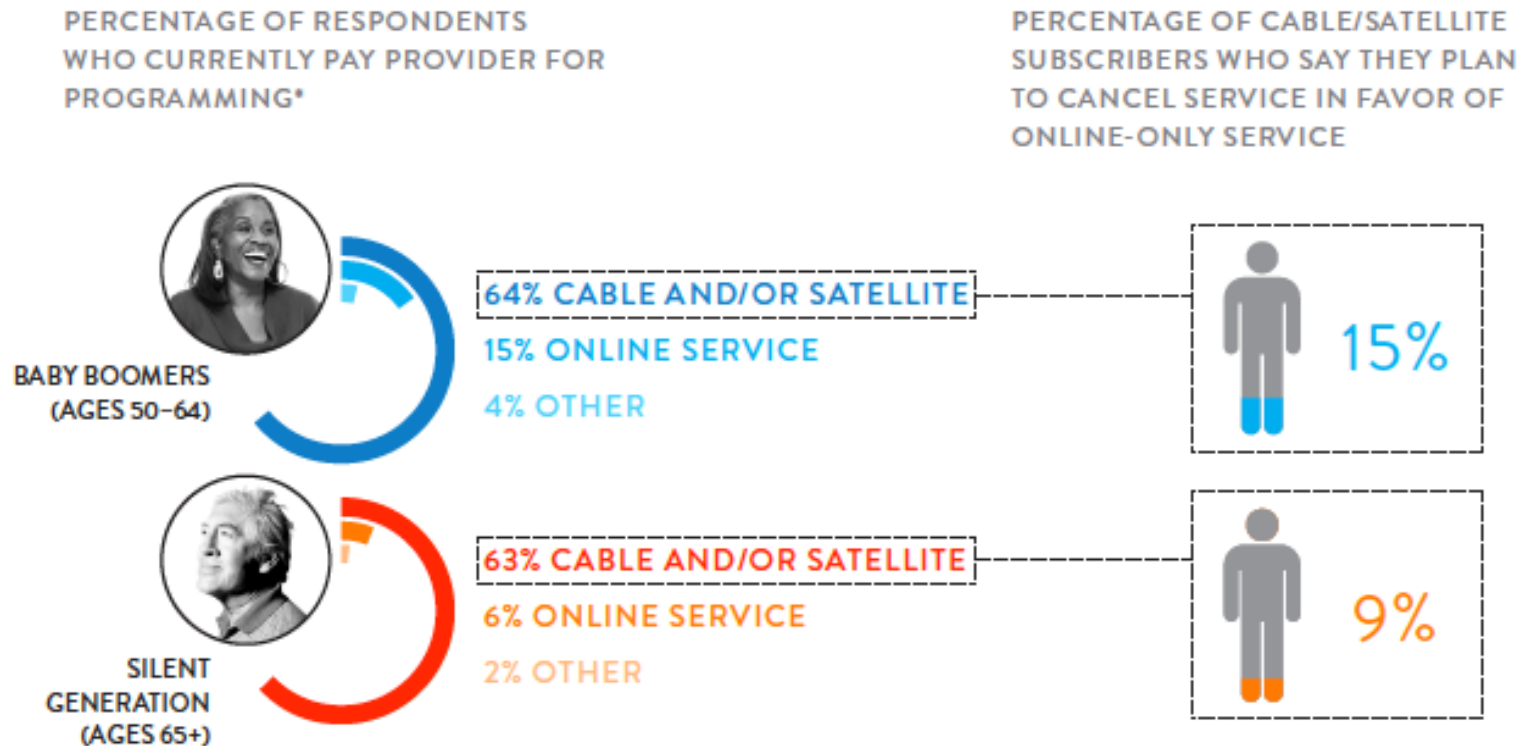 PERCENTAGE OF RESPONDENTS
WHO CURRENTLY PAY PROVIDER FOR
PROGRAMMING*
PERCENTAGE OF CABLE/SATELLITE
SUBSCRIBERS WHO SAY THEY PLAN
TO CANCEL SERVICE IN FAVOR OF
ONLINE-ONLY SERVICE
BABY BOOMERS
(AGES 50–64)
64% CABLE AND/OR SATELLITE
15% ONLINE SERVICE
4% OTHER
15%
SILENT
GENERATION
(AGES 65+)
63% CABLE AND/OR SATELLITE
6% ONLINE SERVICE
2% OTHER
9%